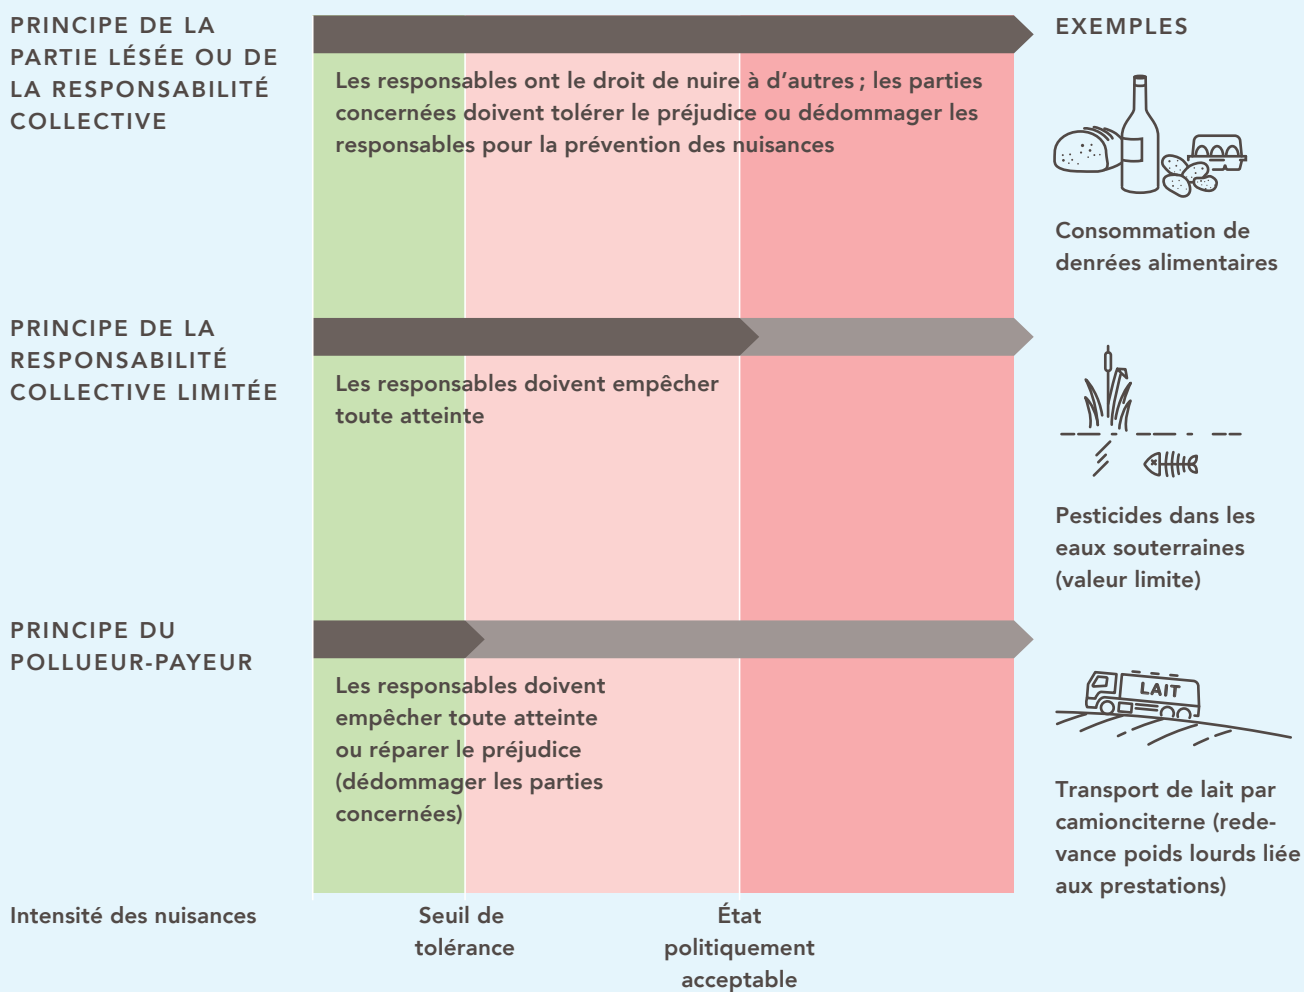 PRINCIPE DE LA
PARTIE LÉSÉE OU DE
LA RESPONSABILITÉ
COLLECTIVE
Les responsables ont le droit de nuire à d'autres ; les parties
concernées doivent tolérer le préjudice ou dédommager les
responsables pour la prévention des nuisances
EXEMPLES
Consommation de
denrées alimentaires
PRINCIPE DE LA
RESPONSABILITÉ
COLLECTIVE LIMITÉE
Les responsables doivent empêcher
toute atteinte
Pesticides dans les
eaux souterraines
(valeur limite)
PRINCIPE DU
POLLUEUR-PAYEUR
Les responsables doivent
empêcher toute atteinte
ou réparer le préjudice
(dédommager les parties
concernées)
LAIT
Transport de lait par
camionciterne (rede-
vance poids lourds liée
aux prestations)
Intensité des nuisances
Seuil de
tolérance
État
politiquement
acceptable